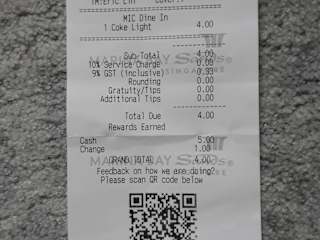 MIC Dine In
1 Coke Light 4.00
Sub/Total 4.00
0% Service Charge 0.00
9% GST (inclusive) 0.33
Rounding 0.00
Gratuity/Tips 0.00
Additional Tips 0.00
Total Due 4.00
Rewards Earned
Cash 5.00
Change 1.00
GRAND TOTAL 4.00
Feedback on how we are doing?
Please scan QR code below